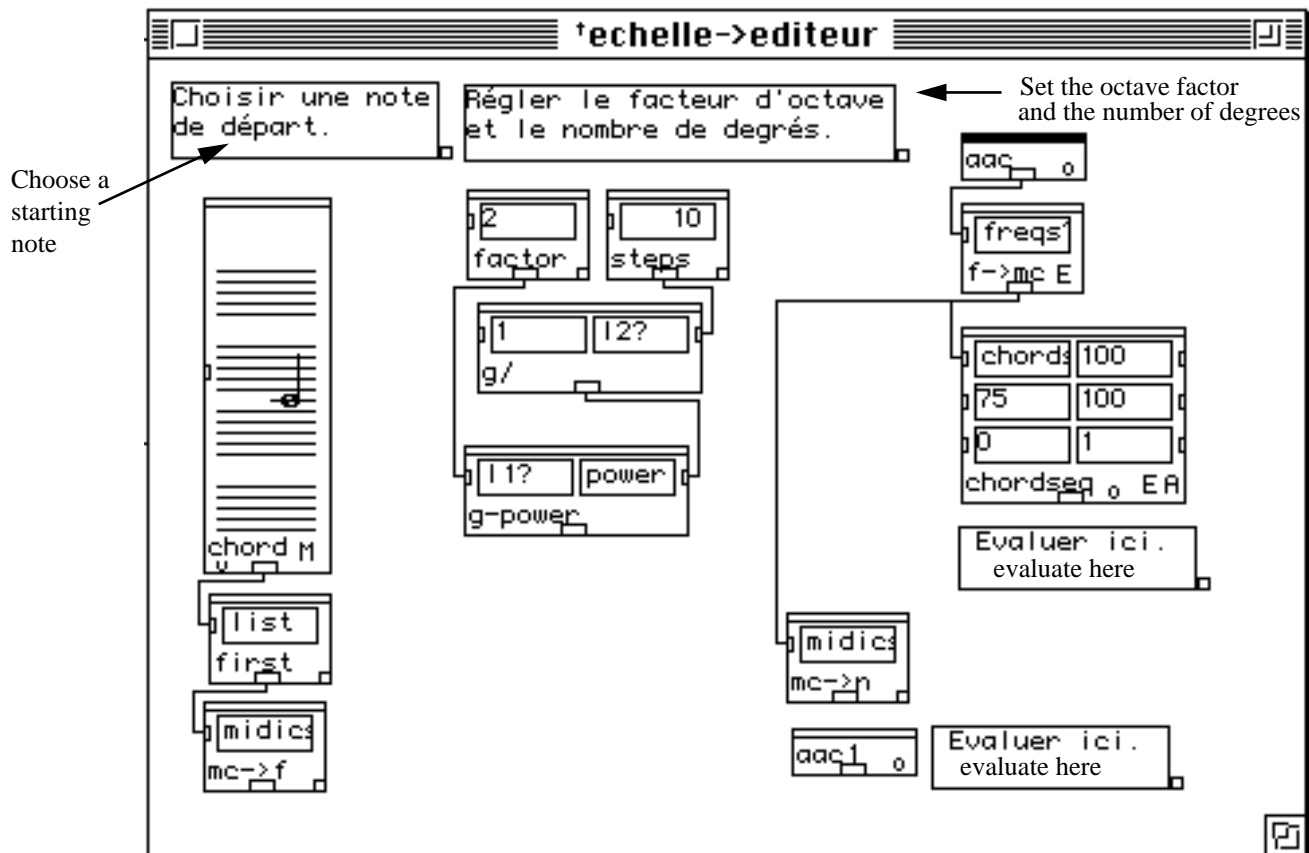 †echelle->editeur
Choisir une note
de départ.
Régler le facteur d'octave
et le nombre de degrés.
Set the octave factor
and the number of degrees
Choose a
starting
note
aac o
freqs?
f->mc E
2
factor
10
steps
1 l2?
g/
l1? power
g-power
chords 100
75 100
0 1
chordseq o E A
chord M
v
list
first
midics
mc->f
Evaluer ici.
evaluate here
midics
mc->n
aac1 o
Evaluer ici.
evaluate here